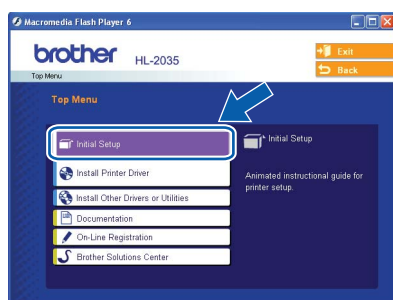 Macromedia Flash Player 6
brother HL-2035
Exit
Back
Top Menu
Top Menu
Initial Setup
Install Printer Driver
Install Other Drivers or Utilities
Documentation
On-Line Registration
Brother Solutions Center
Initial Setup
Animated instructional guide for
printer setup.